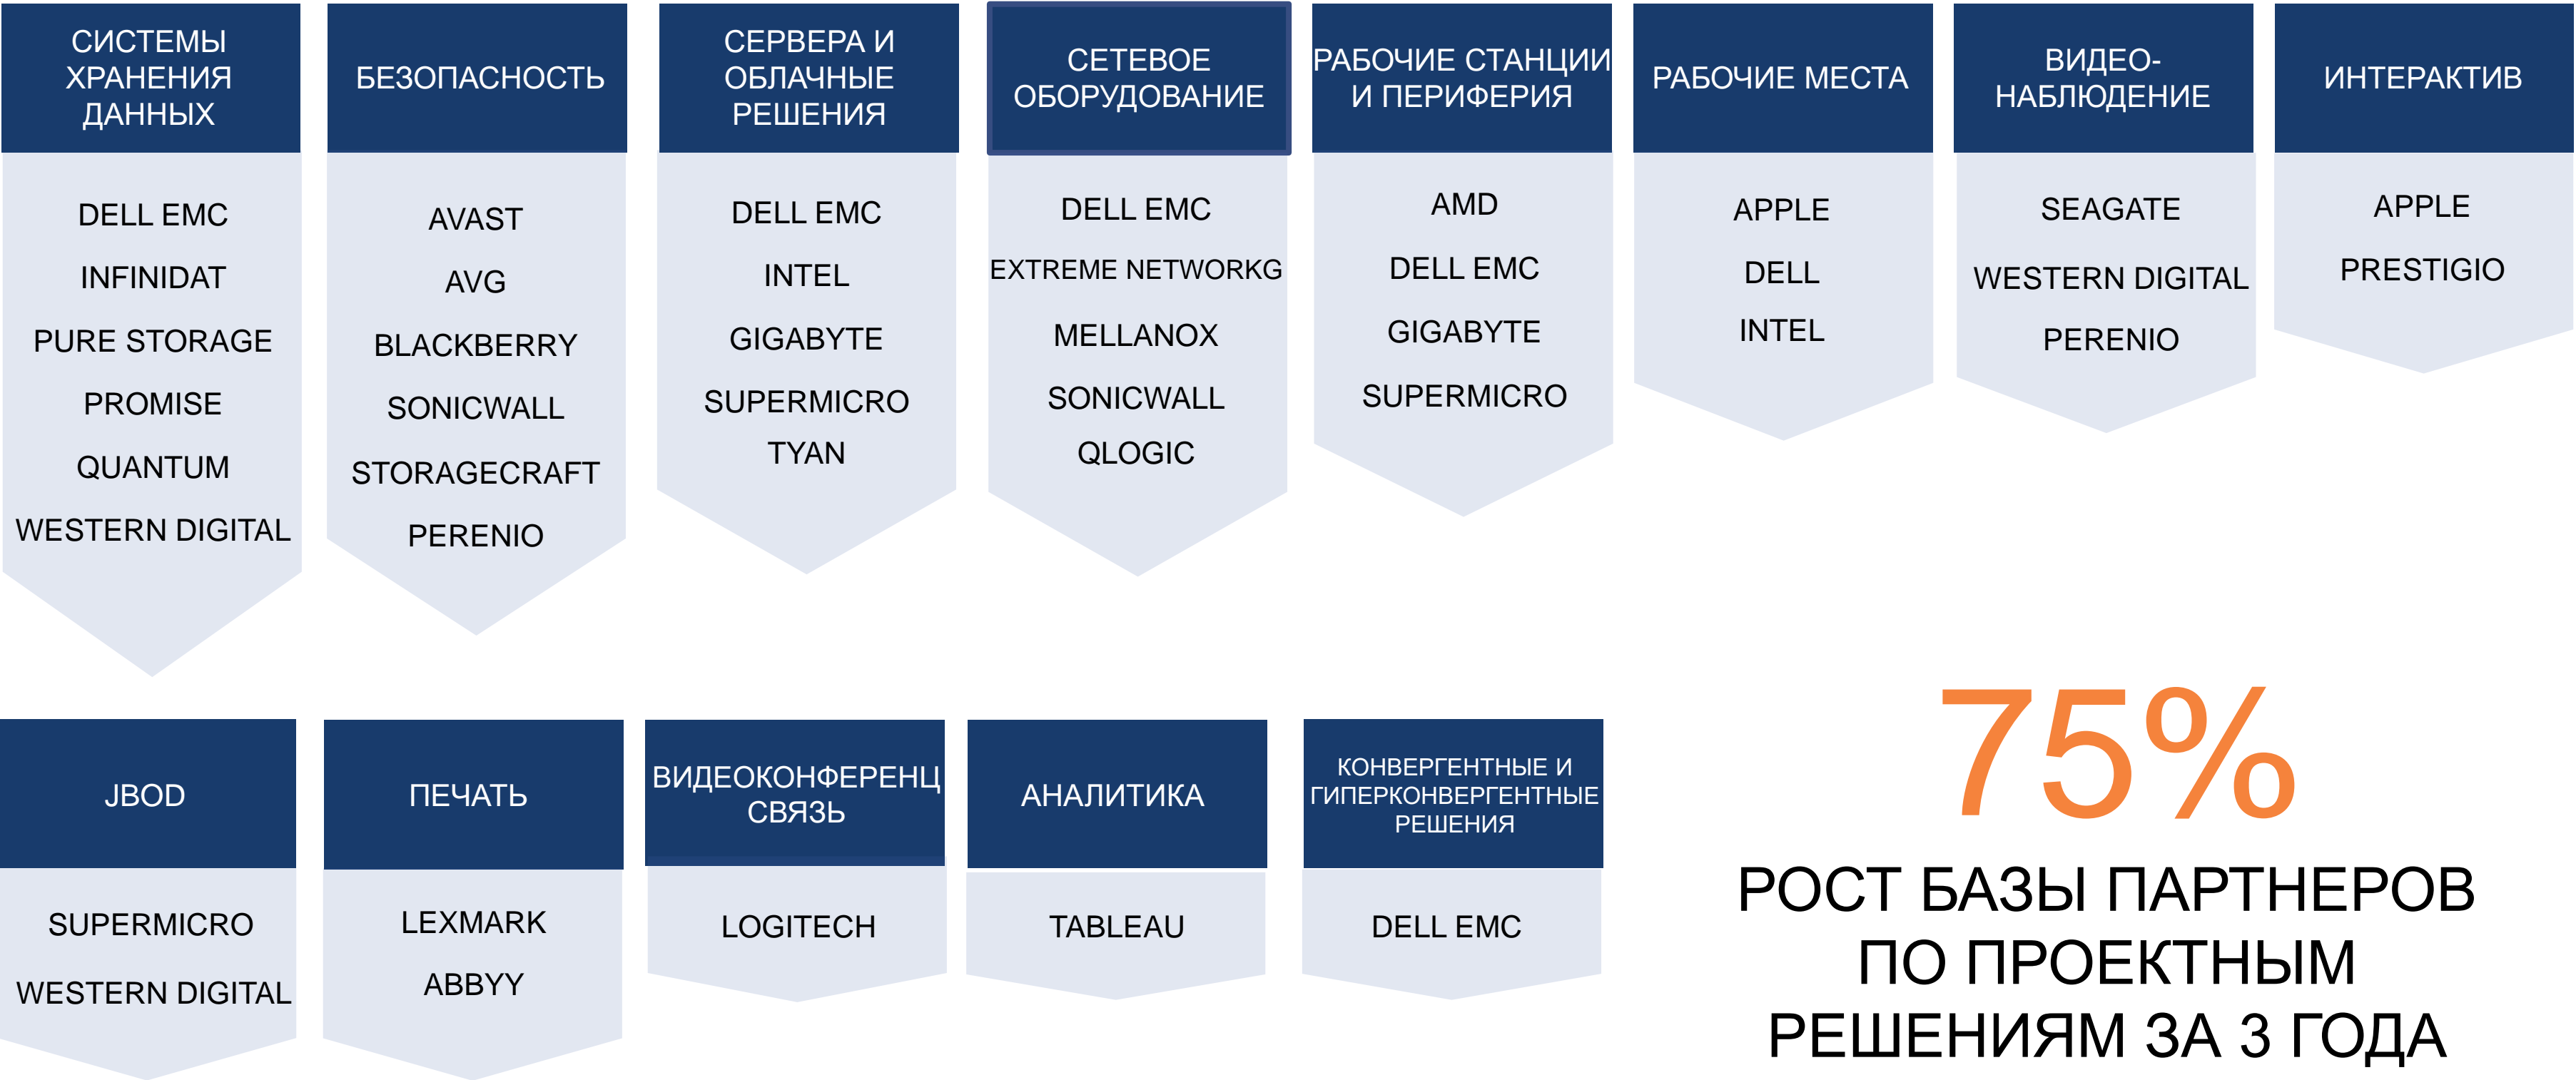 СИСТЕМЫ
ХРАНЕНИЯ
ДАННЫХ
DELL EMC
INFINIDAT
PURE STORAGE
PROMISE
QUANTUM
WESTERN DIGITAL
БЕЗОПАСНОСТЬ
AVAST
AVG
BLACKBERRY
SONICWALL
STORAGECRAFT
PERENIO
СЕРВЕРА И
ОБЛАЧНЫЕ
РЕШЕНИЯ
DELL EMC
INTEL
GIGABYTE
SUPERMICRO
TYAN
СЕТЕВОЕ
ОБОРУДОВАНИЕ
DELL EMC
EXTREME NETWORKG
MELLANOX
SONICWALL
QLOGIC
РАБОЧИЕ СТАНЦИИ
И ПЕРИФЕРИЯ
AMD
DELL EMC
GIGABYTE
SUPERMICRO
РАБОЧИЕ МЕСТА
APPLE
DELL
INTEL
ВИДЕО-
НАБЛЮДЕНИЕ
SEAGATE
WESTERN DIGITAL
PERENIO
ИНТЕРАКТИВ
APPLE
PRESTIGIO
JBOD
SUPERMICRO
WESTERN DIGITAL
ПЕЧАТЬ
LEXMARK
ABBYY
ВИДЕОКОНФЕРЕНЦ
СВЯЗЬ
LOGITECH
АНАЛИТИКА
TABLEAU
КОНВЕРГЕНТНЫЕ И
ГИПЕРКОНВЕРГЕНТНЫЕ
РЕШЕНИЯ
DELL EMC
75%
РОСТ БАЗЫ ПАРТНЕРОВ
ПО ПРОЕКТНЫМ
РЕШЕНИЯМ ЗА 3 ГОДА